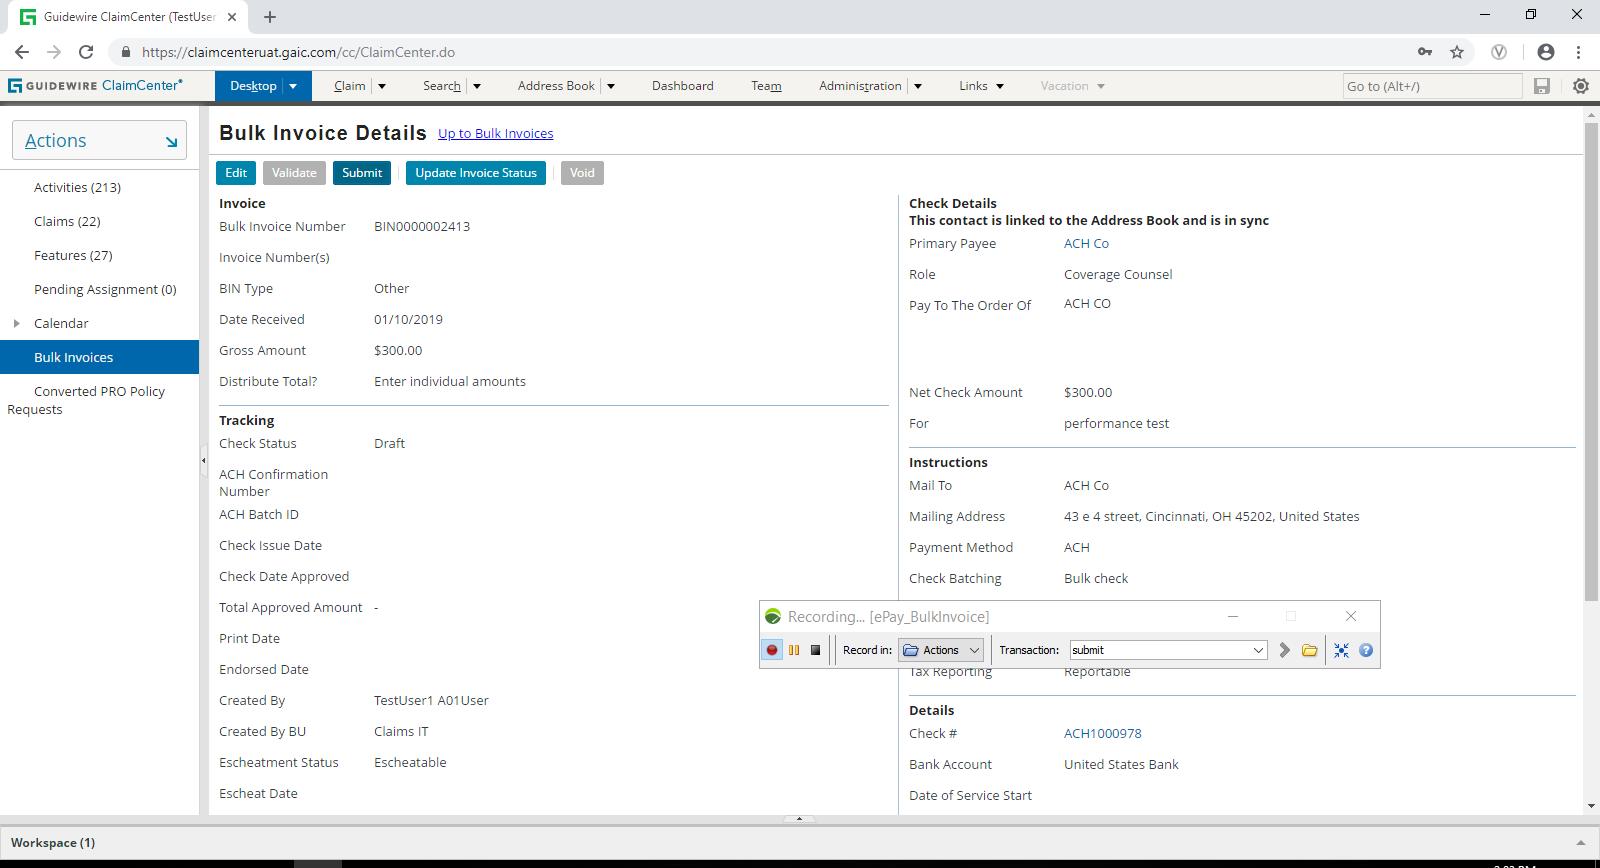 Guidewire ClaimCenter (TestUser
https://claimcenteruat.gaic.com/cc/ClaimCenter.do
GUIDEWIRE ClaimCenter®
Desktop
Claim
Search
Address Book
Dashboard
Team
Administration
Links
Vacation
Go to (Alt+/)
Actions
Activities (213)
Claims (22)
Features (27)
Pending Assignment (0)
Calendar
Bulk Invoices
Converted PRO Policy
Requests
Bulk Invoice Details Up to Bulk Invoices
Edit Validate Submit Update Invoice Status Void
Invoice
Bulk Invoice Number BIN0000002413
Invoice Number(s)
BIN Type Other
Date Received 01/10/2019
Gross Amount $300.00
Distribute Total? Enter individual amounts
Tracking
Check Status Draft
ACH Confirmation
Number
ACH Batch ID
Check Issue Date
Check Date Approved
Total Approved Amount -
Print Date
Endorsed Date
Created By TestUser1 A01User
Created By BU Claims IT
Escheatment Status Escheatable
Escheat Date
Check Details
This contact is linked to the Address Book and is in sync
Primary Payee ACH Co
Role Coverage Counsel
Pay To The Order Of ACH CO
Net Check Amount $300.00
For performance test
Instructions
Mail To ACH Co
Mailing Address 43 e 4 street, Cincinnati, OH 45202, United States
Payment Method ACH
Check Batching Bulk check
Recording... [ePay_BulkInvoice]
Record in: Actions Transaction: submit
Tax Reporting Reportable
Details
Check # ACH1000978
Bank Account United States Bank
Date of Service Start
Workspace (1)